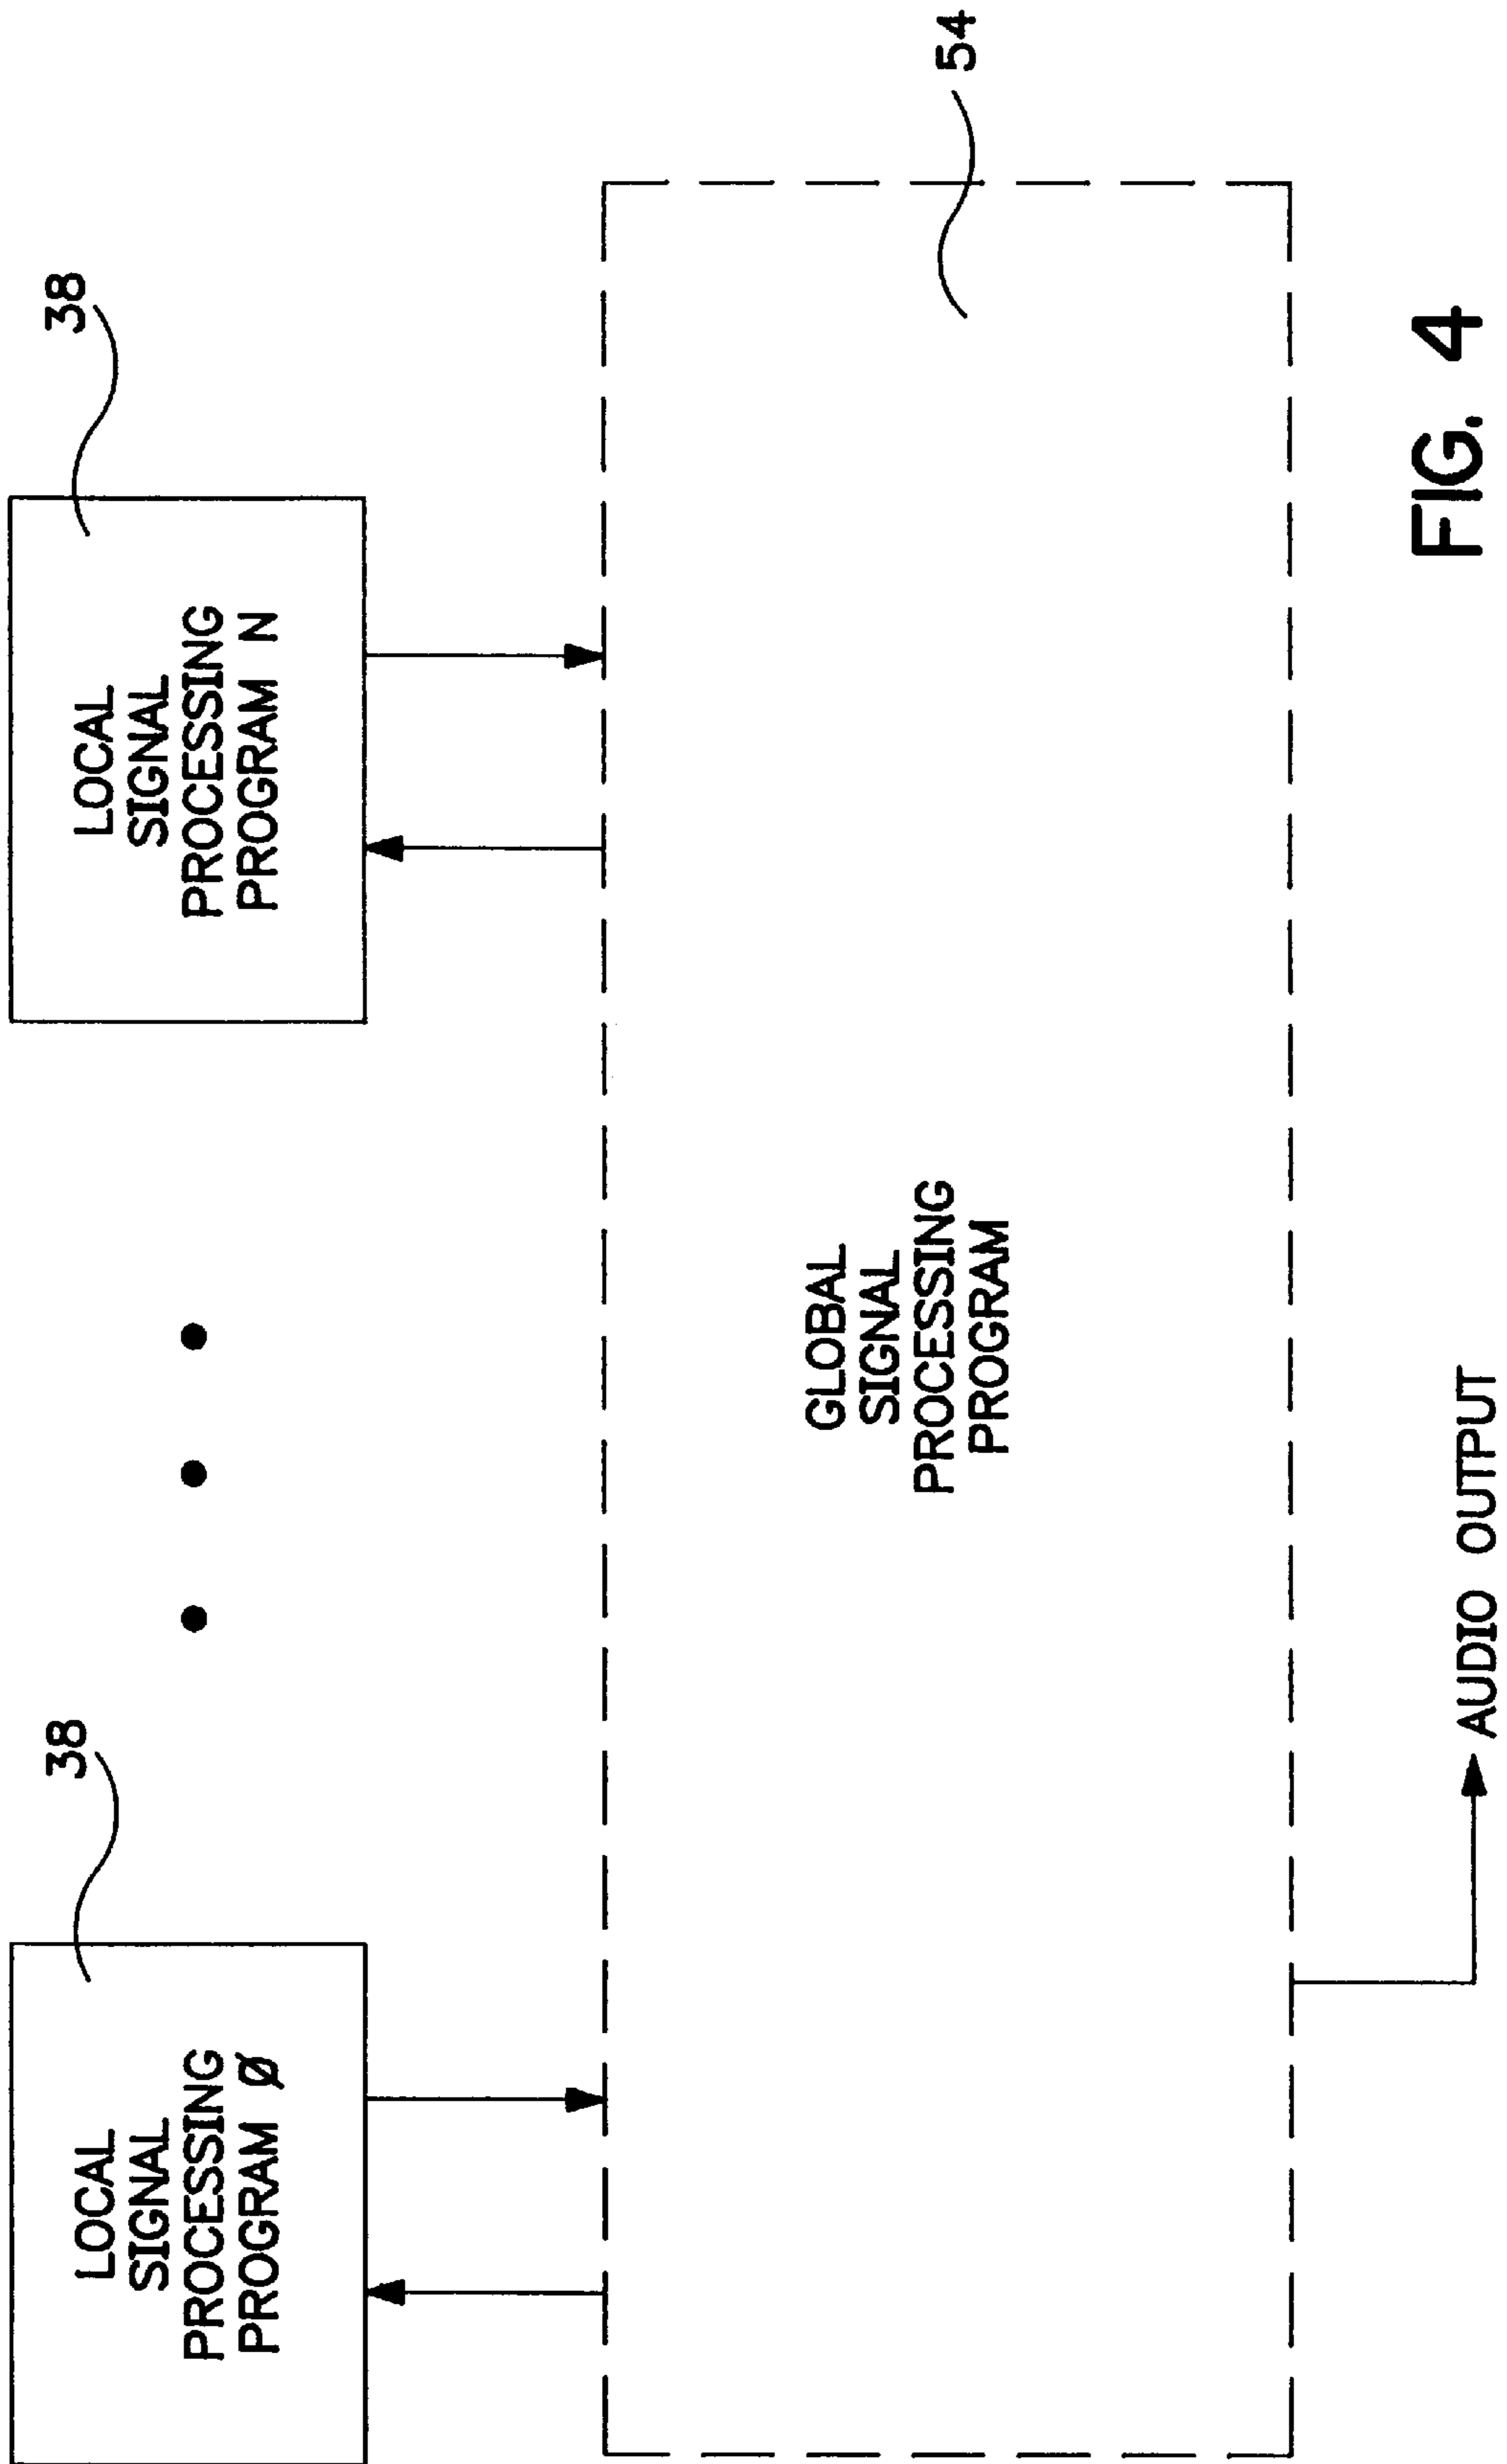 38
LOCAL
SIGNAL
PROCESSING
PROGRAM Ø
38
LOCAL
SIGNAL
PROCESSING
PROGRAM N
GLOBAL
SIGNAL
PROCESSING
PROGRAM
54
AUDIO OUTPUT
FIG. 4